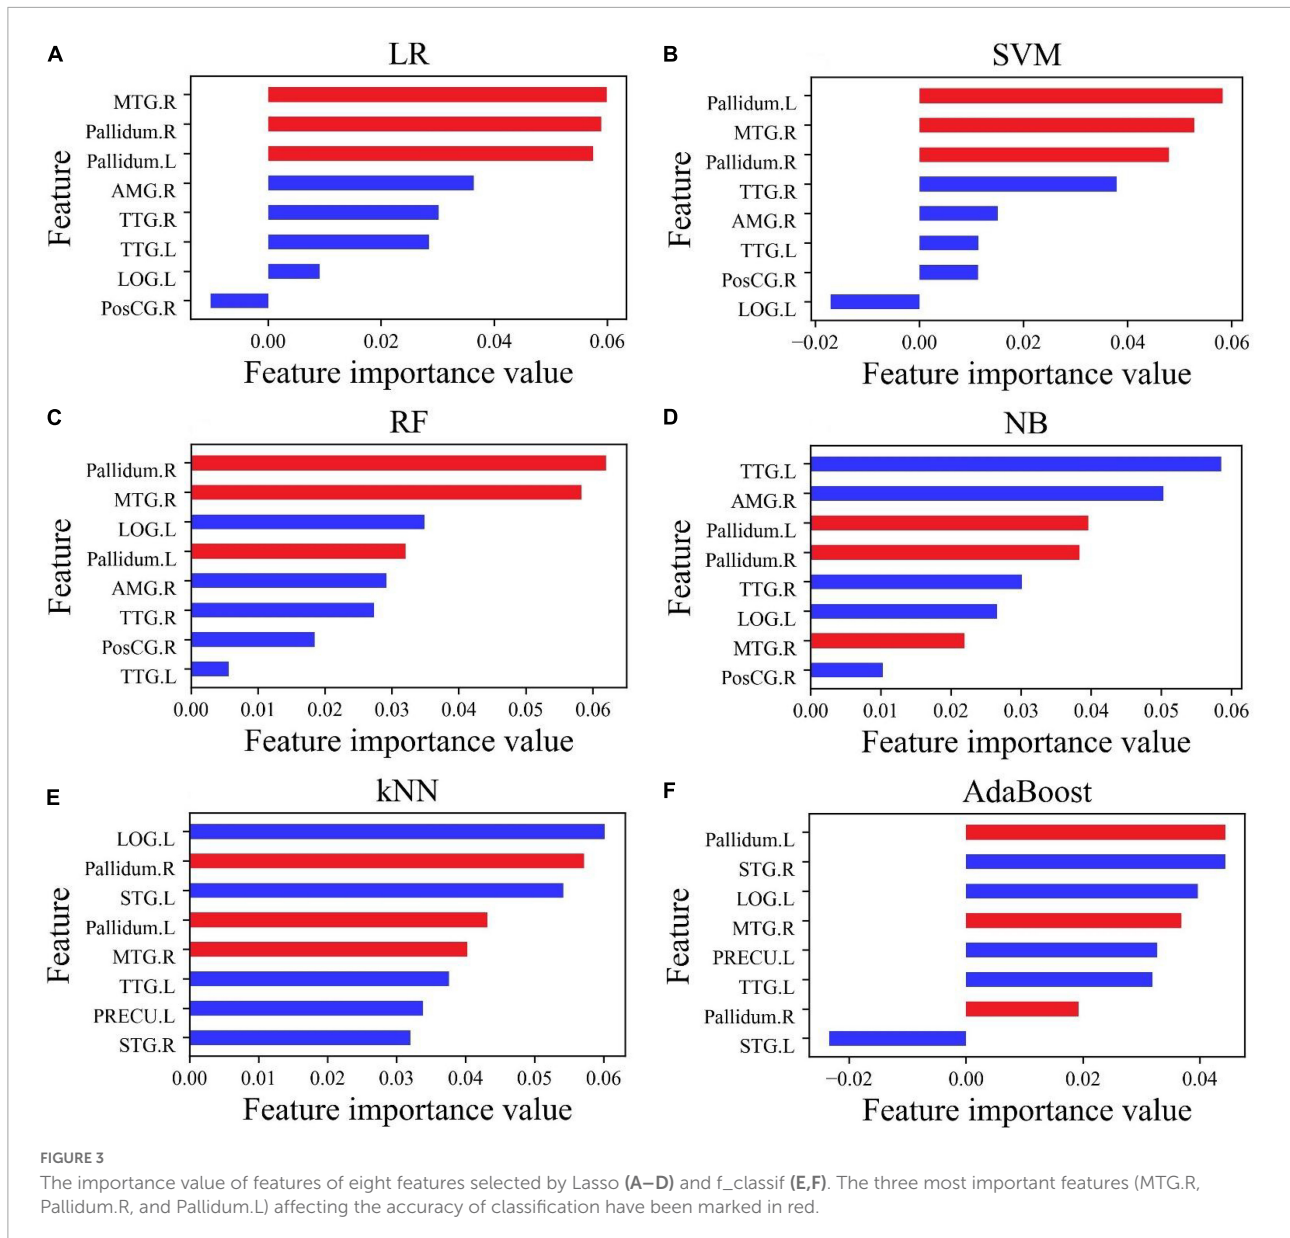 A
LR
MTG.R
Pallidum.R
Pallidum.L
AMG.R
TTG.R
TTG.L
LOG.L
PosCG.R
Feature
0.00 0.02 0.04 0.06
Feature importance value
B
SVM
Pallidum.L
MTG.R
Pallidum.R
TTG.R
AMG.R
TTG.L
PosCG.R
LOG.L
Feature
−0.02 0.00 0.02 0.04 0.06
Feature importance value
C
RF
Pallidum.R
MTG.R
LOG.L
Pallidum.L
AMG.R
TTG.R
PosCG.R
TTG.L
Feature
0.00 0.01 0.02 0.03 0.04 0.05 0.06
Feature importance value
D
NB
TTG.L
AMG.R
Pallidum.L
Pallidum.R
TTG.R
LOG.L
MTG.R
PosCG.R
Feature
0.00 0.01 0.02 0.03 0.04 0.05 0.06
Feature importance value
E
kNN
LOG.L
Pallidum.R
STG.L
Pallidum.L
MTG.R
TTG.L
PRECU.L
STG.R
Feature
0.00 0.01 0.02 0.03 0.04 0.05 0.06
Feature importance value
F
AdaBoost
Pallidum.L
STG.R
LOG.L
MTG.R
PRECU.L
TTG.L
Pallidum.R
STG.L
Feature
−0.02 0.00 0.02 0.04
Feature importance value
FIGURE 3
The importance value of features of eight features selected by Lasso (A–D) and f_classif (E,F). The three most important features (MTG.R,
Pallidum.R, and Pallidum.L) affecting the accuracy of classification have been marked in red.